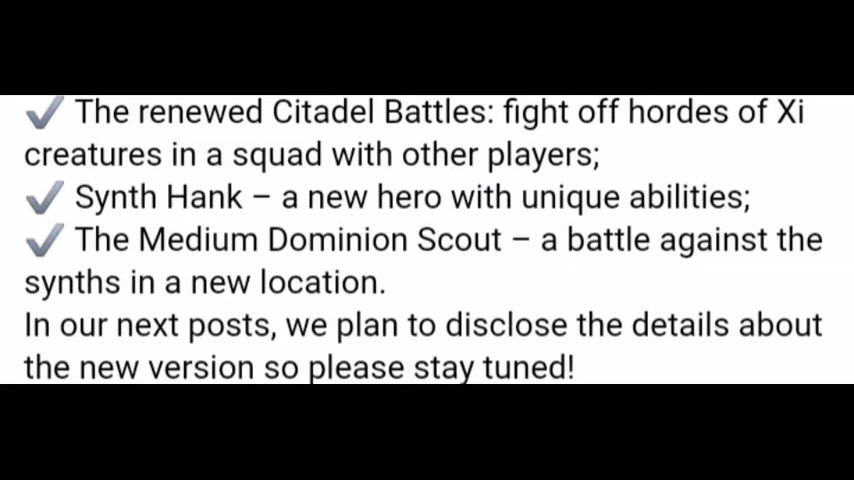 ✔ The renewed Citadel Battles: fight off hordes of Xi
creatures in a squad with other players;
✔ Synth Hank – a new hero with unique abilities;
✔ The Medium Dominion Scout – a battle against the
synths in a new location.
In our next posts, we plan to disclose the details about
the new version so please stay tuned!